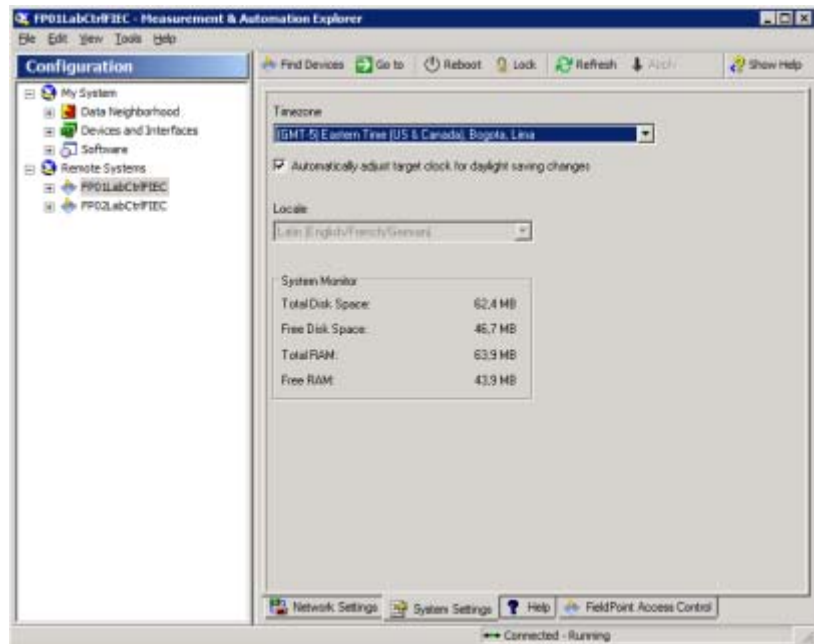 FP01LabCtrlFIEC - Measurement & Automation Explorer
File Edit View Tools Help
Configuration
Find Devices Go to Reboot Lock Refresh Apply Show Help
My System
Data Neighborhood
Devices and Interfaces
Software
Remote Systems
FP01LabCtrlFIEC
FP02LabCtrlFIEC
Timezone
(GMT-5) Eastern Time (US & Canada), Bogota, Lima
Automatically adjust target clock for daylight saving changes
Locale
Latin (English/French/German)
System Monitor
Total Disk Space: 62,4 MB
Free Disk Space: 46,7 MB
Total RAM: 63,9 MB
Free RAM: 43,9 MB
Network Settings System Settings Help FieldPoint Access Control
Connected - Running